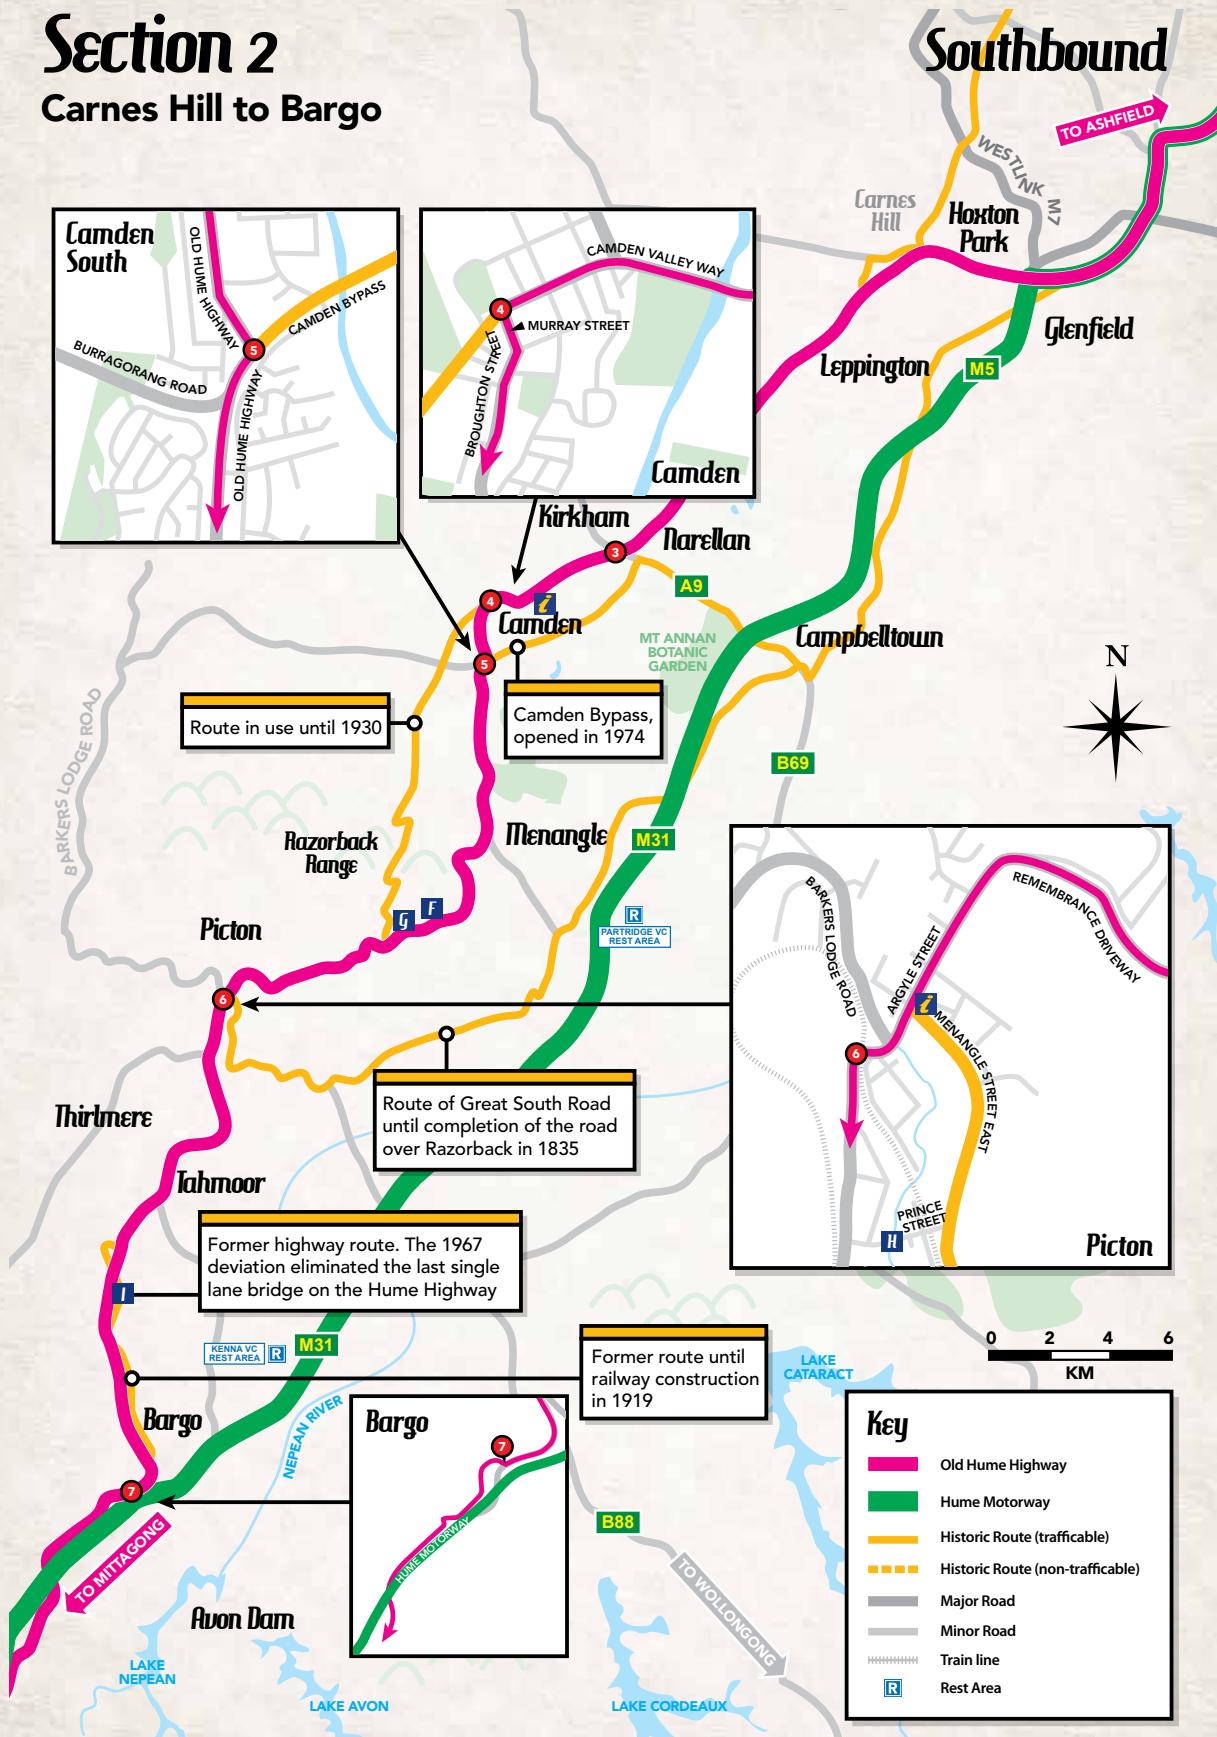 Section 2
Carnes Hill to Bargo
Southbound
TO ASHFIELD
WESTLINK M7
Carnes
Hill
Hoxton
Park
Glenfield
Leppington
M5
Camden
South
OLD HUME HIGHWAY
CAMDEN BYPASS
5
BURRAGORANG ROAD
OLD HUME HIGHWAY
CAMDEN VALLEY WAY
4
MURRAY STREET
BROUGHTON STREET
Camden
Kirkham
Narellan
3
A9
4
i
Camden
5
MT ANNAN
BOTANIC
GARDEN
Campbelltown
N
BARKERS LODGE ROAD
Route in use until 1930
Camden Bypass,
opened in 1974
B69
Razorback
Range
Menangle
M31
G
F
R
PARTRIDGE VC
REST AREA
Picton
6
BARKERS LODGE ROAD
ARGYLE STREET
REMEMBRANCE DRIVEWAY
i
MENANGLE STREET EAST
6
PRINCE
STREET
H
Picton
Thirlmere
Route of Great South Road
until completion of the road
over Razorback in 1835
Tahmoor
Former highway route. The 1967
deviation eliminated the last single
lane bridge on the Hume Highway
I
KENNA VC
REST AREA
R
M31
Former route until
railway construction
in 1919
LAKE
CATARACT
0 2 4 6
KM
Bargo
NEPEAN RIVER
7
Bargo
7
HUME MOTORWAY
TO MITTAGONG
B88
TO WOLLONGONG
Avon Dam
LAKE
NEPEAN
LAKE AVON
LAKE CORDEAUX
Key
Old Hume Highway
Hume Motorway
Historic Route (trafficable)
Historic Route (non-trafficable)
Major Road
Minor Road
Train line
R
Rest Area